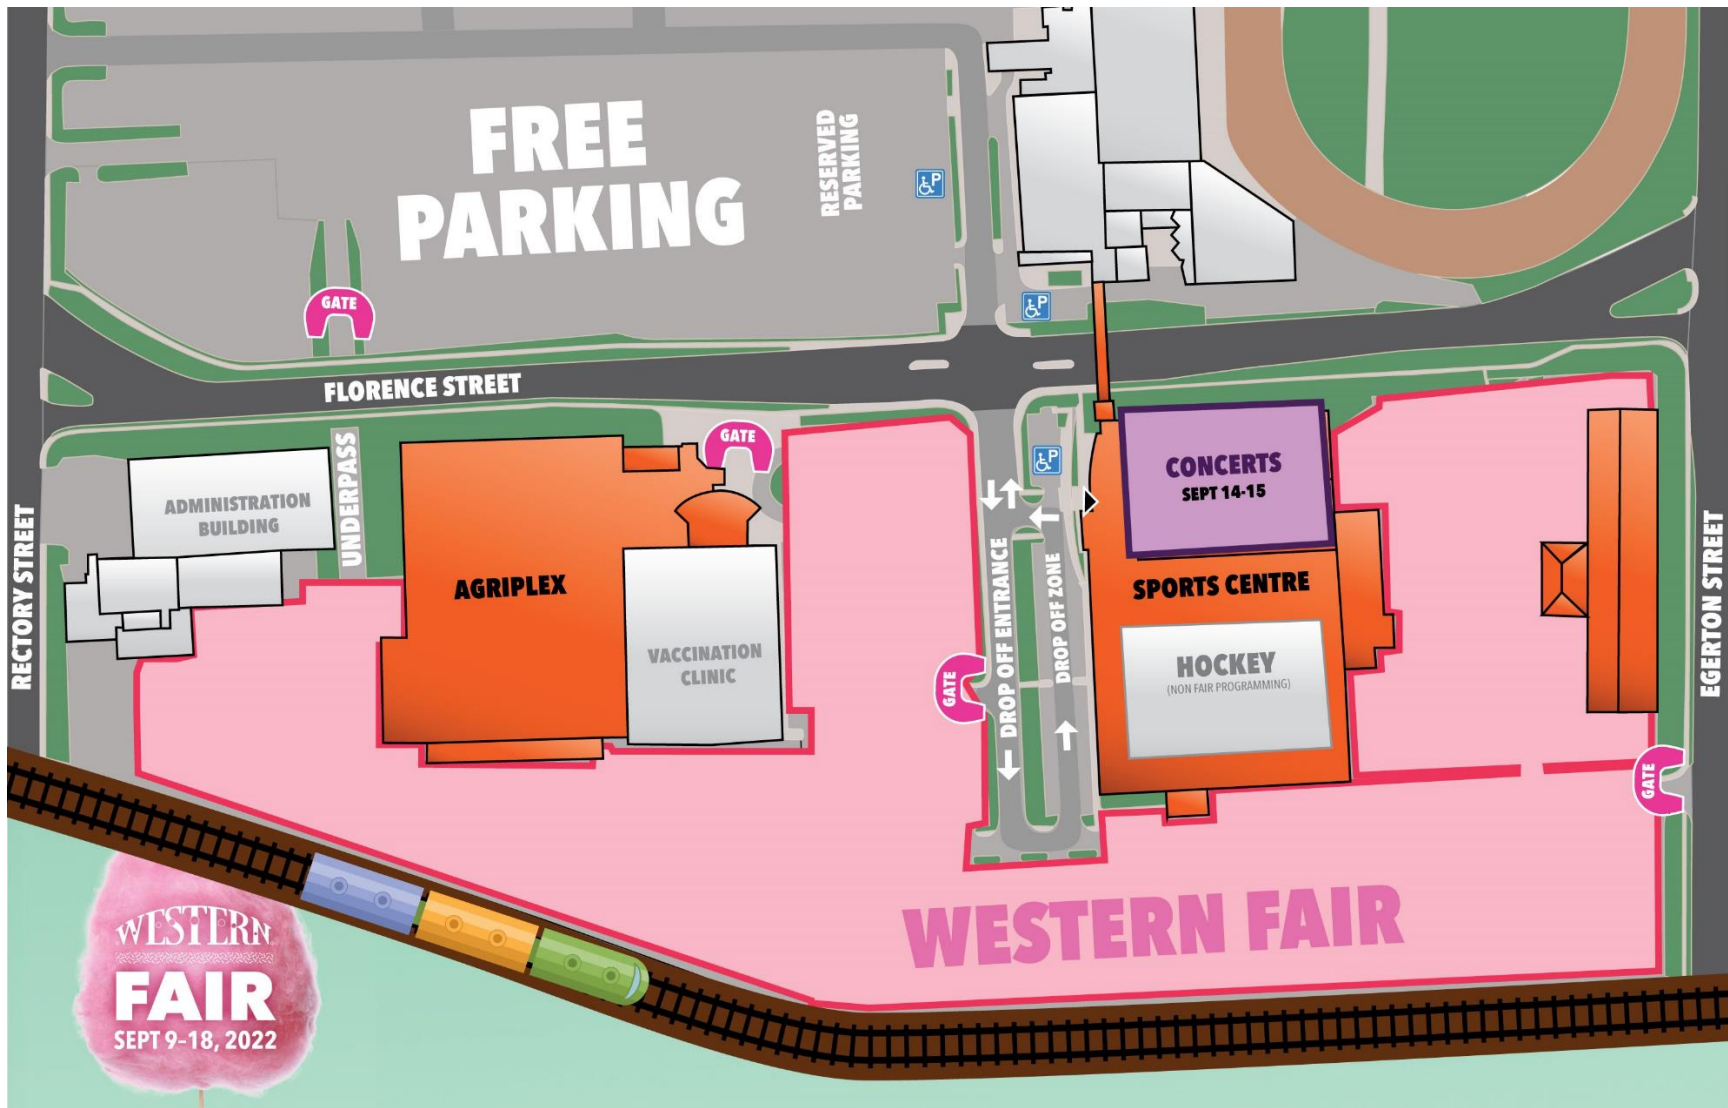 FREE
PARKING
RESERVED
PARKING
P
GATE
P
FLORENCE STREET
GATE
UNDERPASS
ADMINISTRATION
BUILDING
AGRIPLEX
VACCINATION
CLINIC
RECTORY STREET
P
CONCERTS
SEPT 14-15
DROP OFF ENTRANCE
DROP OFF ZONE
SPORTS CENTRE
HOCKEY
(NON FAIR PROGRAMMING)
GATE
EGERTON STREET
GATE
WESTERN FAIR
WESTERN
FAIR
SEPT 9-18, 2022